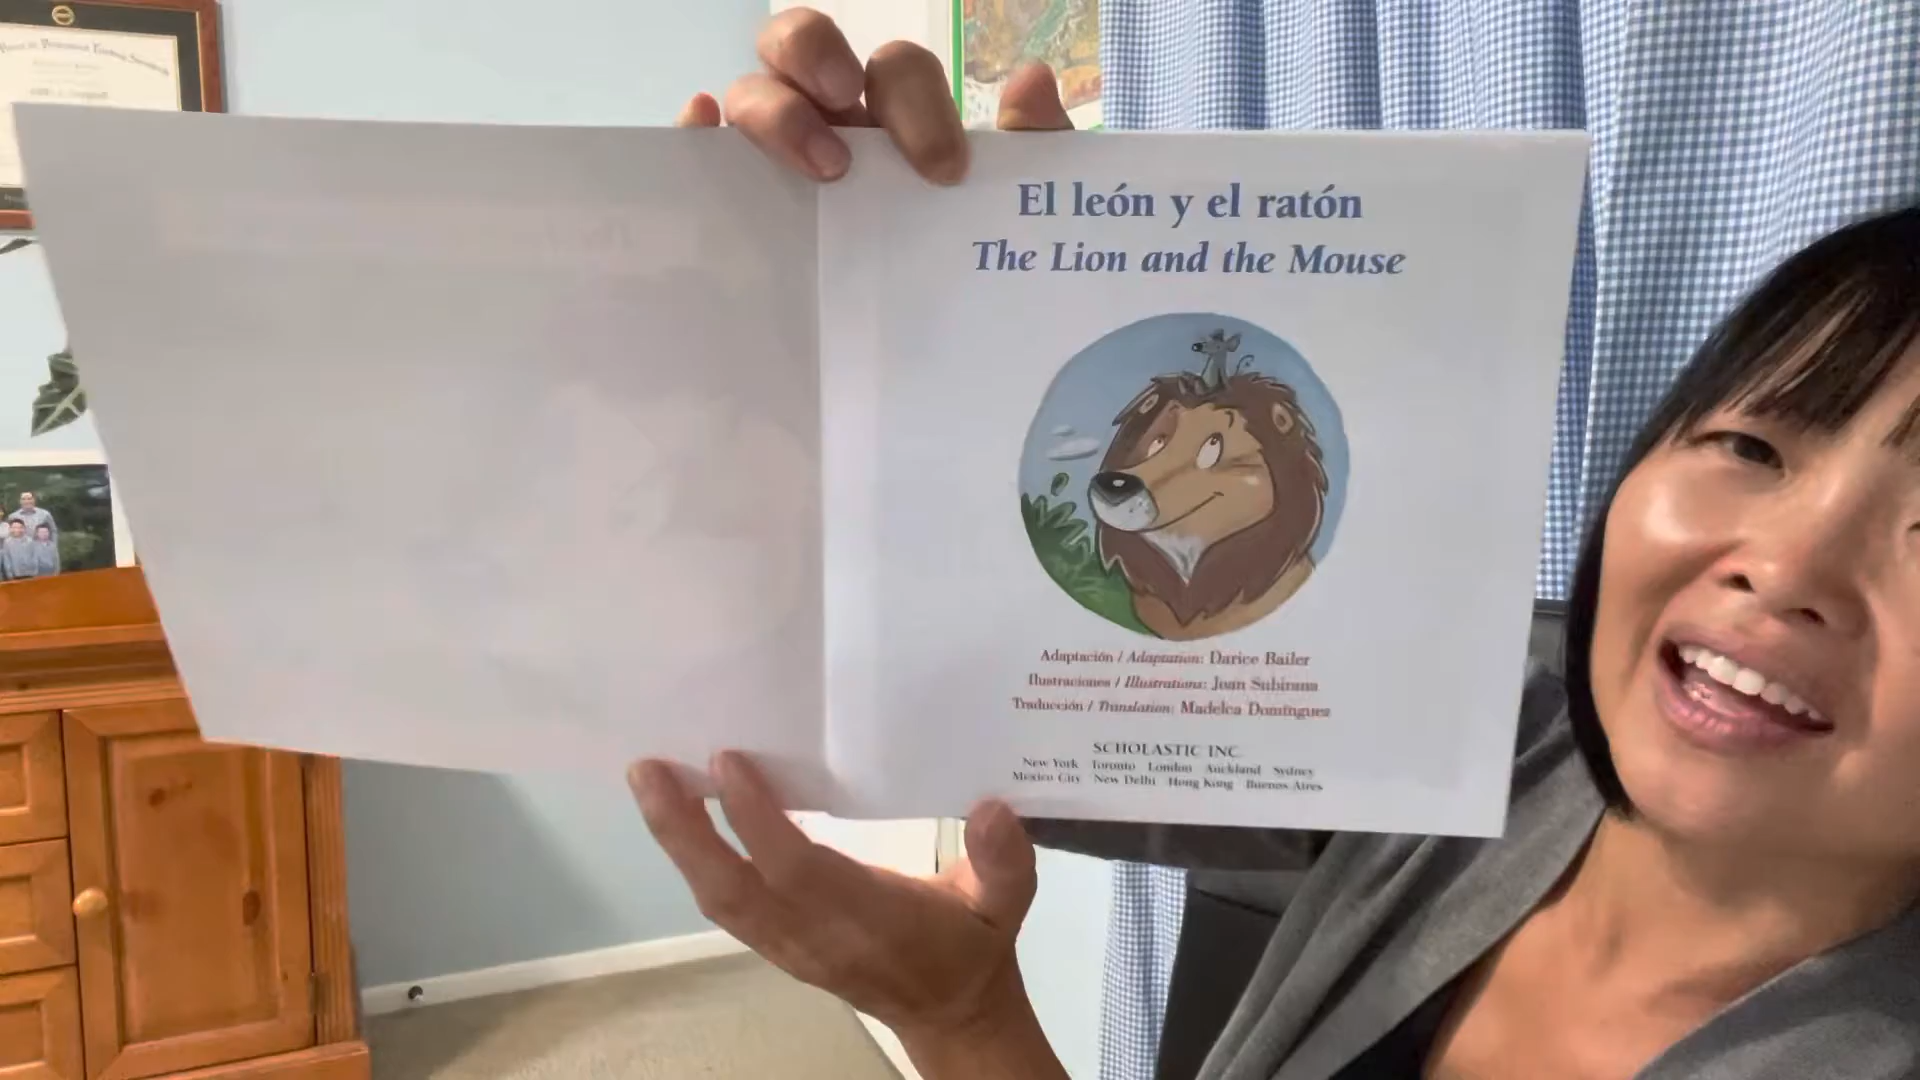 El león y el ratón
The Lion and the Mouse
Adaptación / Adaptation: Darice Bailer
Ilustraciones / Illustrations: Joan Subirana
Traducción / Translation: Madelca Domínguez
SCHOLASTIC INC.
New York Toronto London Auckland Sydney
Mexico City New Delhi Hong Kong Buenos Aires